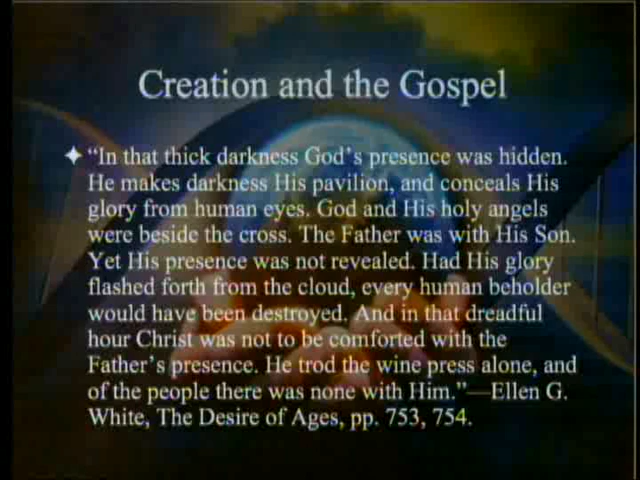 Creation and the Gospel
“In that thick darkness God’s presence was hidden.
He makes darkness His pavilion, and conceals His
glory from human eyes. God and His holy angels
were beside the cross. The Father was with His Son.
Yet His presence was not revealed. Had His glory
flashed forth from the cloud, every human beholder
would have been destroyed. And in that dreadful
hour Christ was not to be comforted with the
Father’s presence. He trod the wine press alone, and
of the people there was none with Him.”—Ellen G.
White, The Desire of Ages, pp. 753, 754.